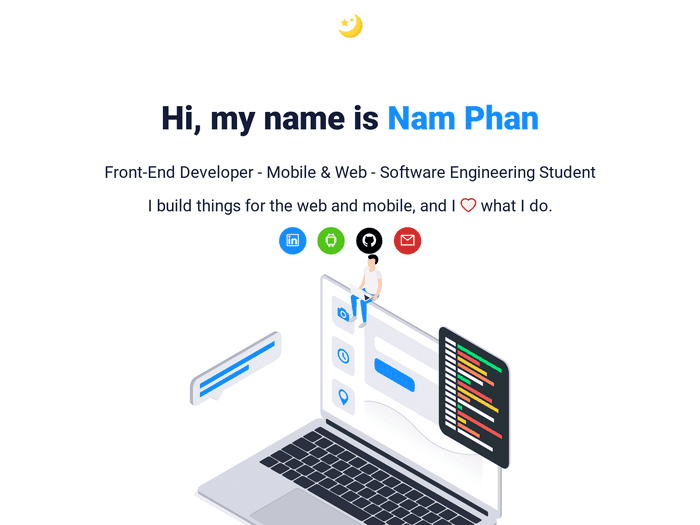 Hi, my name is Nam Phan
Front-End Developer - Mobile & Web - Software Engineering Student
I build things for the web and mobile, and I ♡ what I do.
in